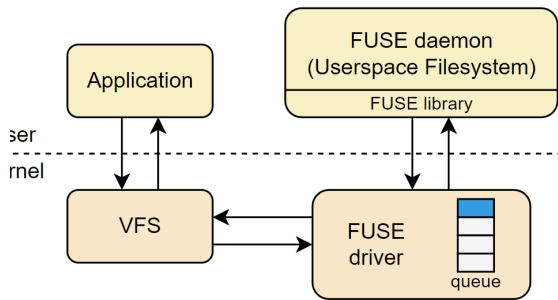 Application
FUSE daemon
(Userspace Filesystem)
FUSE library
ser
rnel
VFS
FUSE
driver
queue